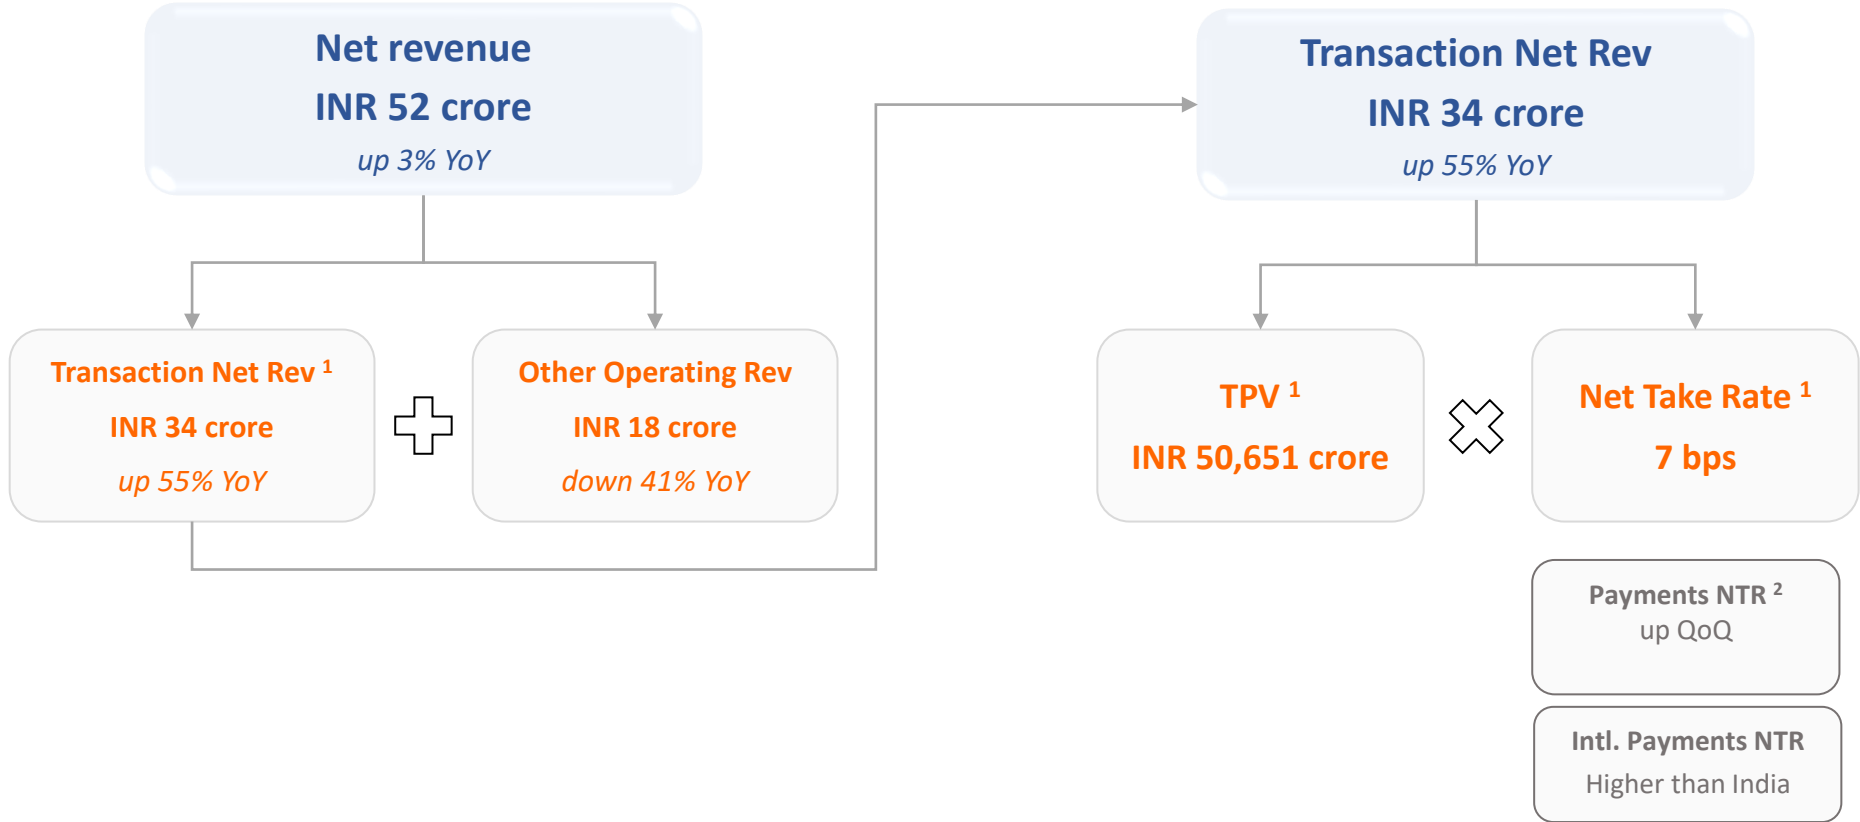 Net revenue
INR 52 crore
up 3% YoY
Transaction Net Rev
INR 34 crore
up 55% YoY
Transaction Net Rev 1
INR 34 crore
up 55% YoY
Other Operating Rev
INR 18 crore
down 41% YoY
TPV 1
INR 50,651 crore
Net Take Rate 1
7 bps
Payments NTR 2
up QoQ
Intl. Payments NTR
Higher than India